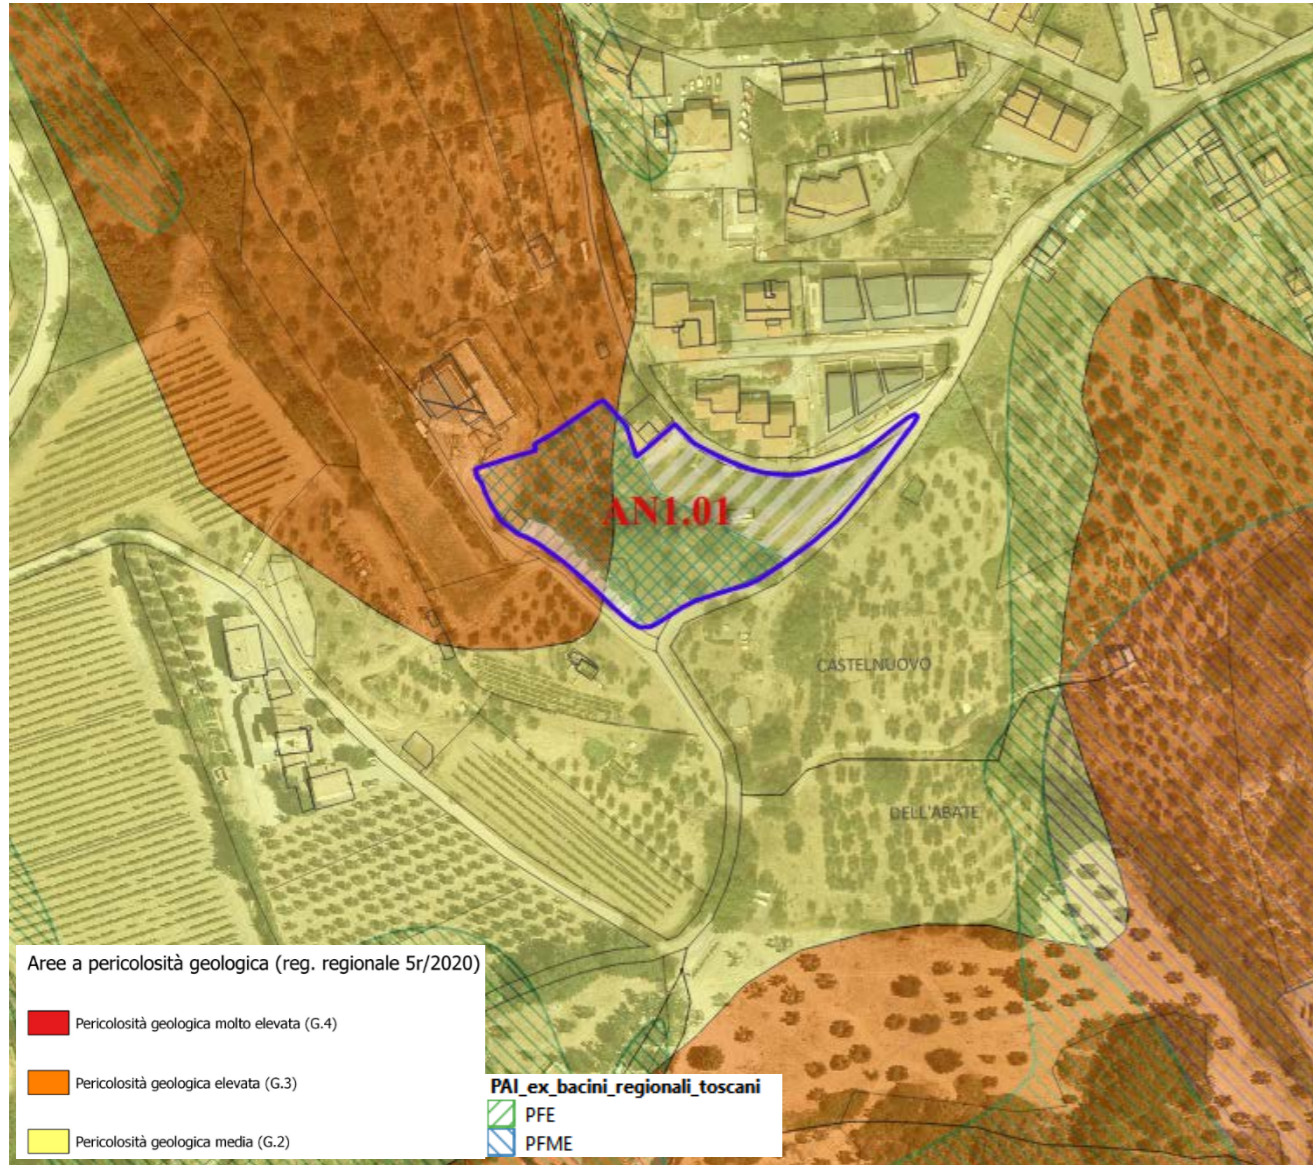 AN1.01
CASTELNUOVO
DELL'ABATE
Aree a pericolosità geologica (reg. regionale 5r/2020)
Pericolosità geologica molto elevata (G.4)
Pericolosità geologica elevata (G.3)
Pericolosità geologica media (G.2)
PAI_ex_bacini_regionali_toscani
PFE
PFME